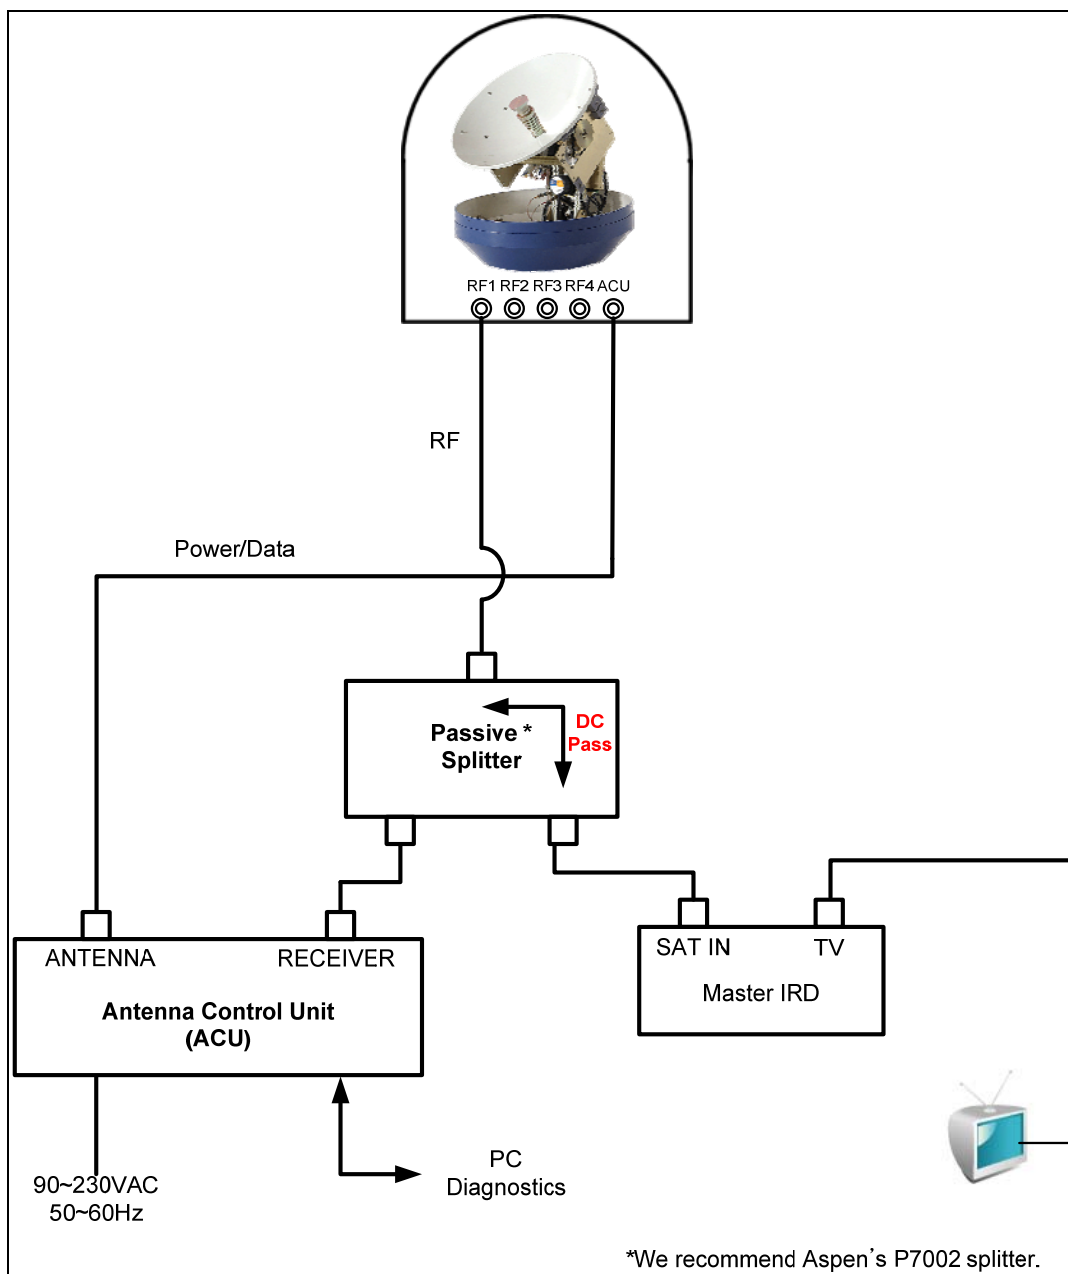 RF1 RF2 RF3 RF4 ACU
RF
Power/Data
Passive *
Splitter
DC
Pass
ANTENNA
RECEIVER
Antenna Control Unit
(ACU)
SAT IN
TV
Master IRD
90~230VAC
50~60Hz
PC
Diagnostics
*We recommend Aspen's P7002 splitter.